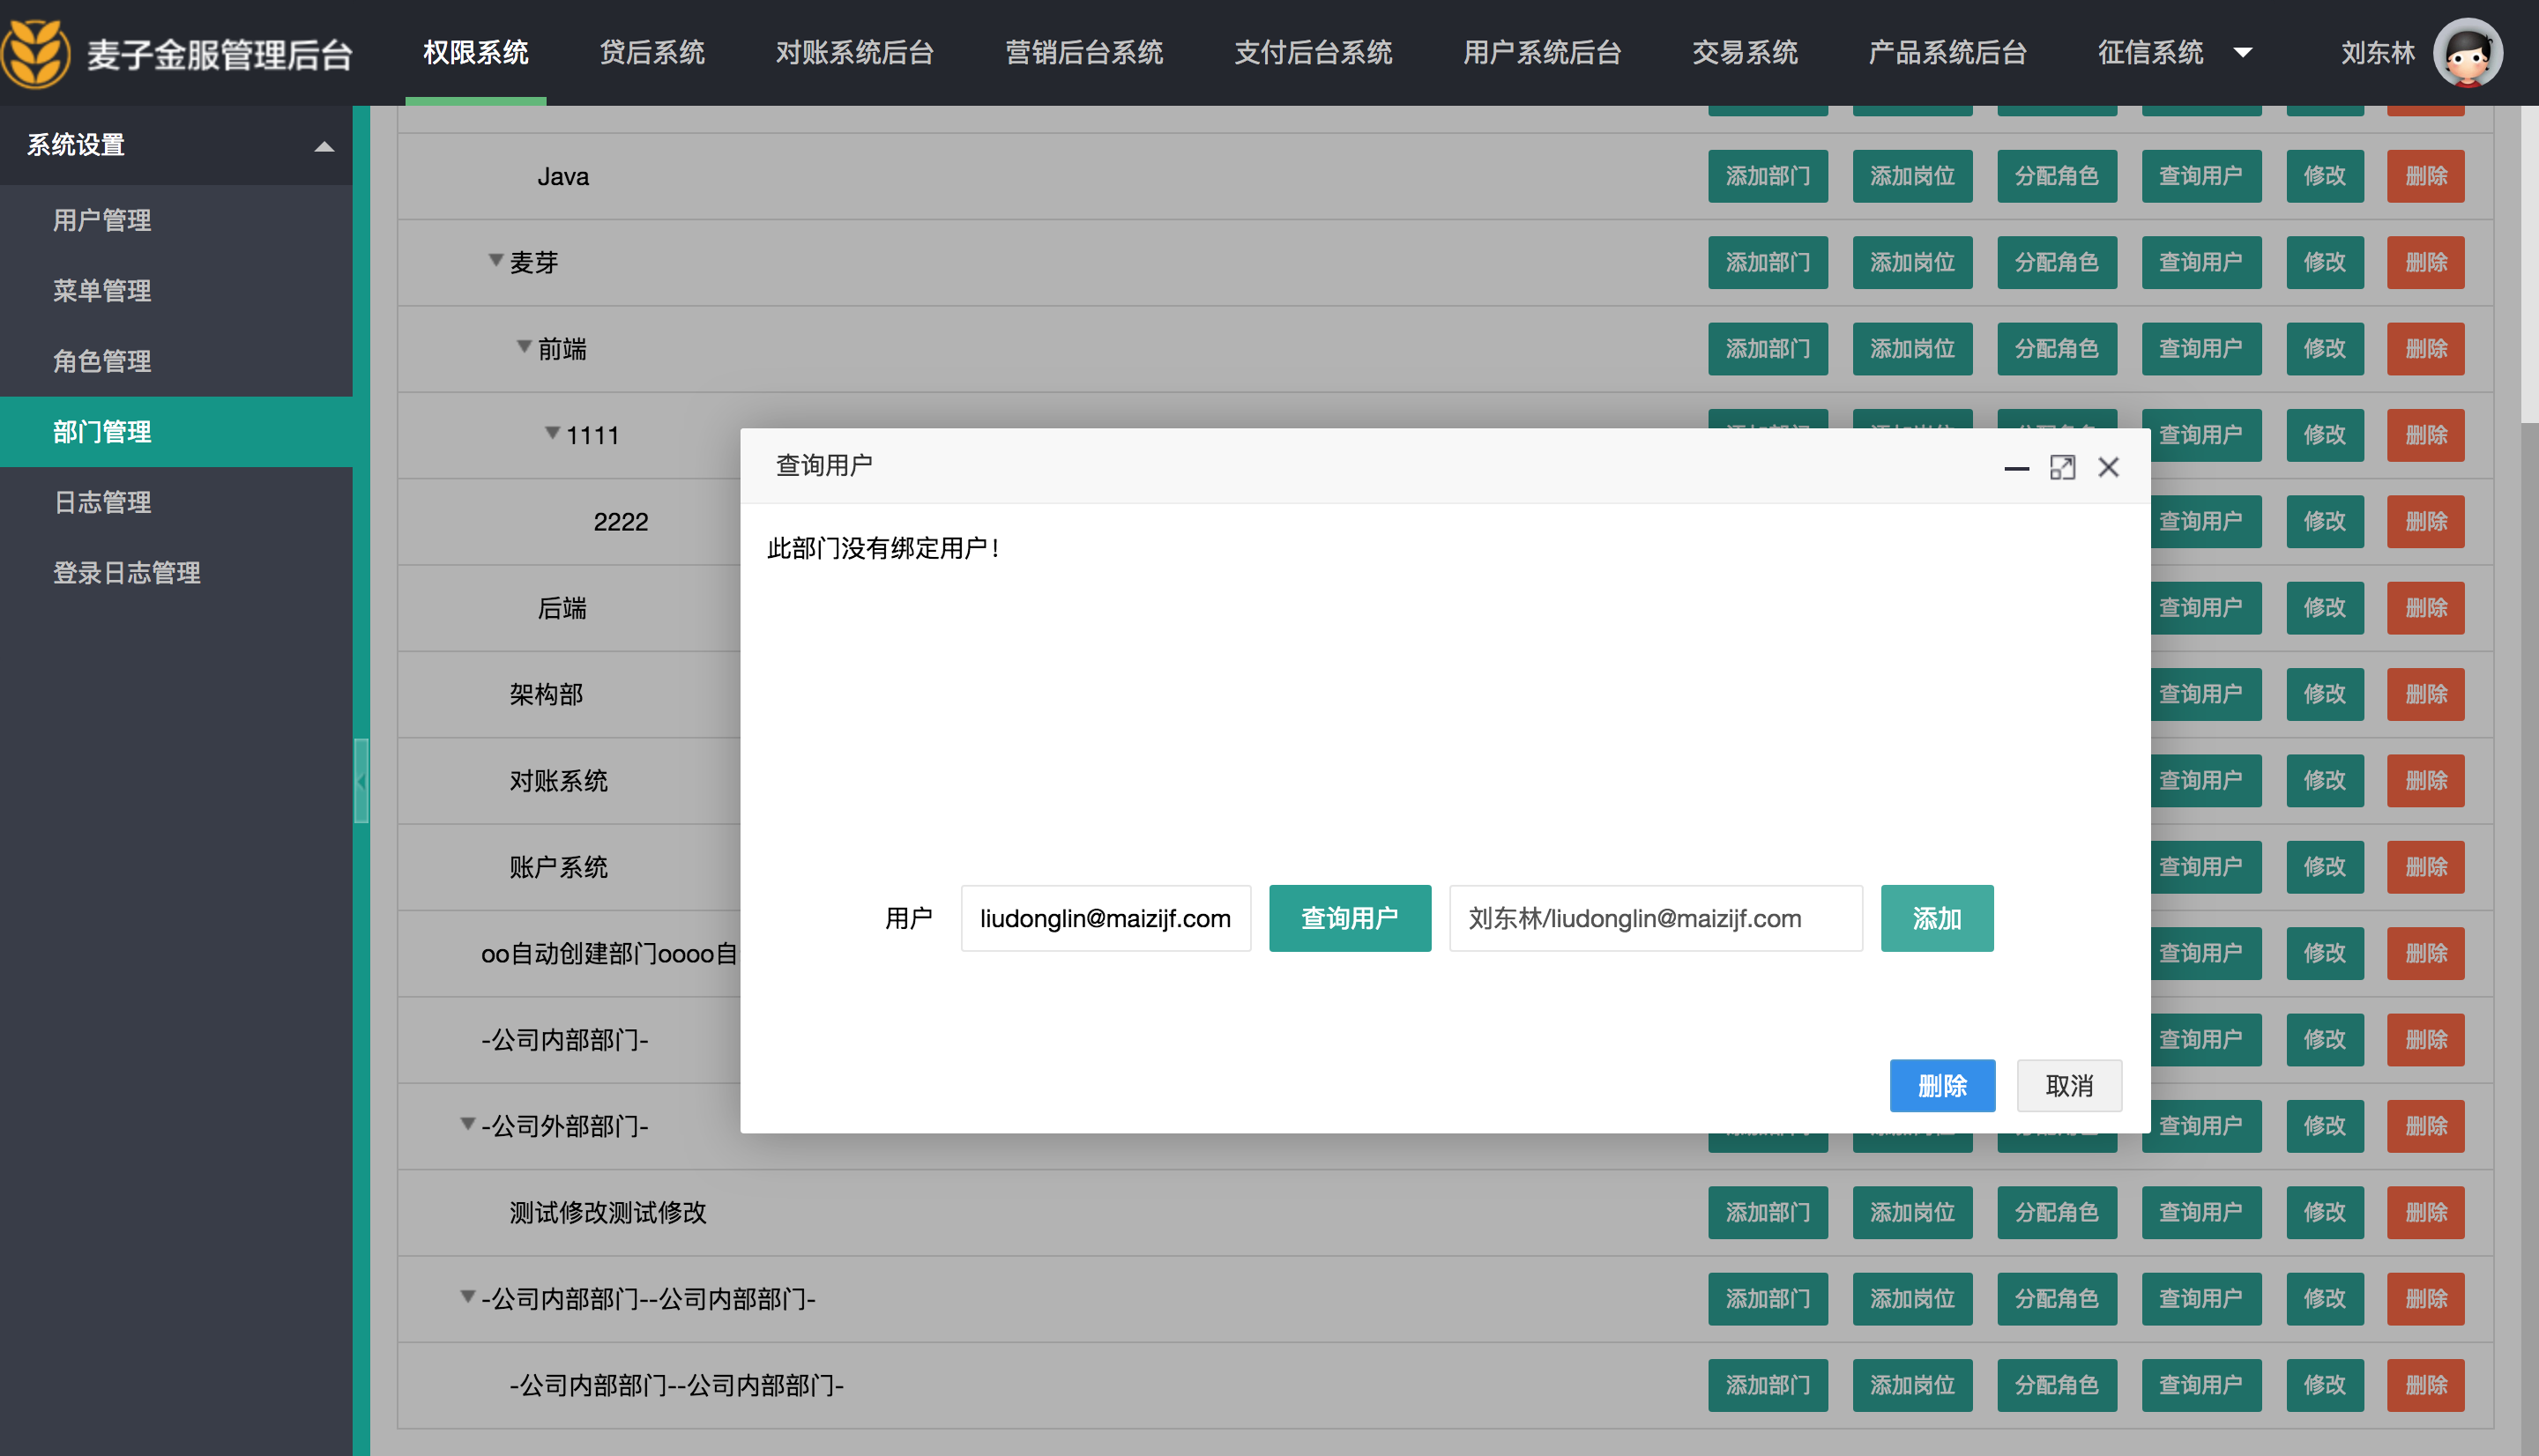 麦子金服管理后台 权限系统 贷后系统 对账系统后台 营销后台系统 支付后台系统 用户系统后台 交易系统 产品系统后台 征信系统 刘东林
系统设置
用户管理
菜单管理
角色管理
部门管理
日志管理
登录日志管理
Java 添加部门 添加岗位 分配角色 查询用户 修改 删除
麦芽 添加部门 添加岗位 分配角色 查询用户 修改 删除
前端 添加部门 添加岗位 分配角色 查询用户 修改 删除
1111 查询用户 修改 删除
2222 查询用户 修改 删除
后端 查询用户 修改 删除
架构部 查询用户 修改 删除
对账系统 查询用户 修改 删除
账户系统 查询用户 修改 删除
oo自动创建部门oooo自 查询用户 修改 删除
-公司内部部门- 查询用户 修改 删除
-公司外部部门- 查询用户 修改 删除
测试修改测试修改 添加部门 添加岗位 分配角色 查询用户 修改 删除
-公司内部部门--公司内部部门- 添加部门 添加岗位 分配角色 查询用户 修改 删除
-公司内部部门--公司内部部门- 添加部门 添加岗位 分配角色 查询用户 修改 删除
查询用户
此部门没有绑定用户！
用户 liudonglin@maizijf.com 查询用户 刘东林/liudonglin@maizijf.com 添加
删除 取消